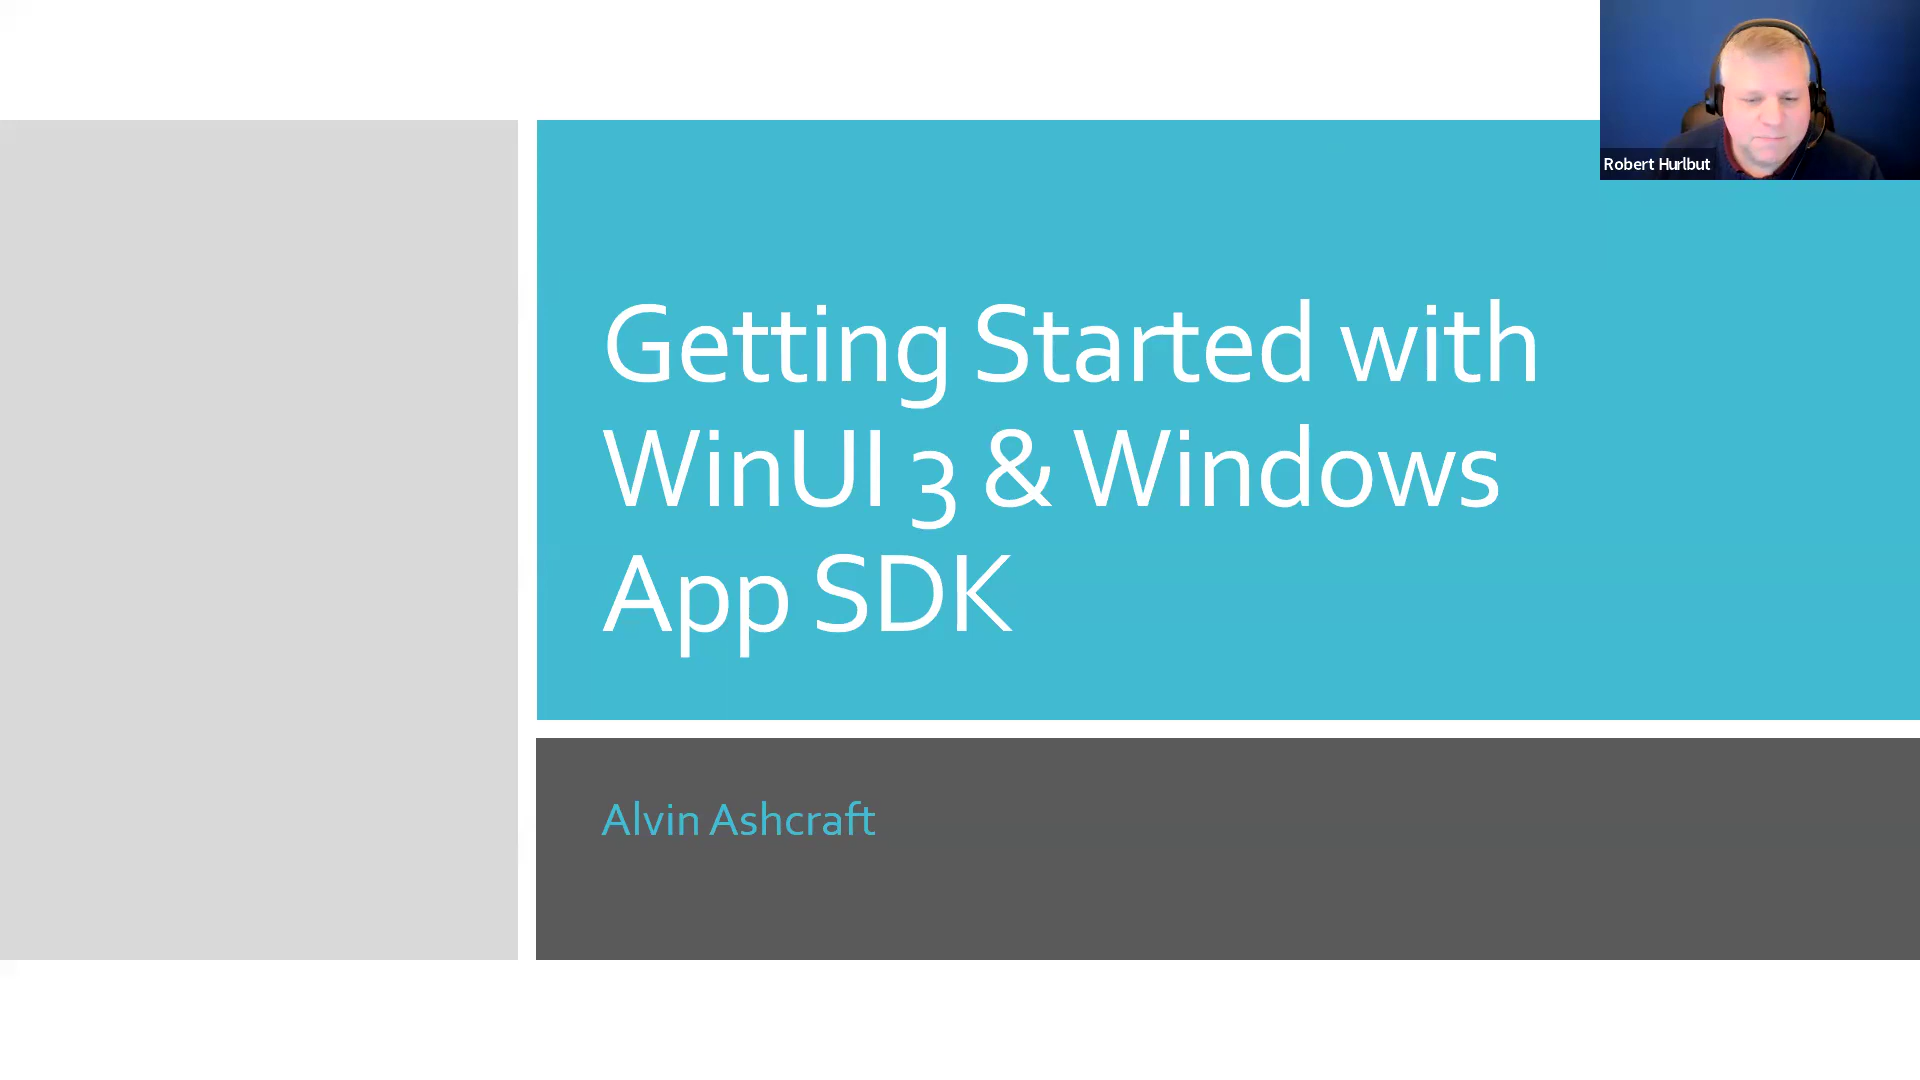 Robert Hurlbut
Getting Started with
WinUI 3 & Windows
App SDK
Alvin Ashcraft